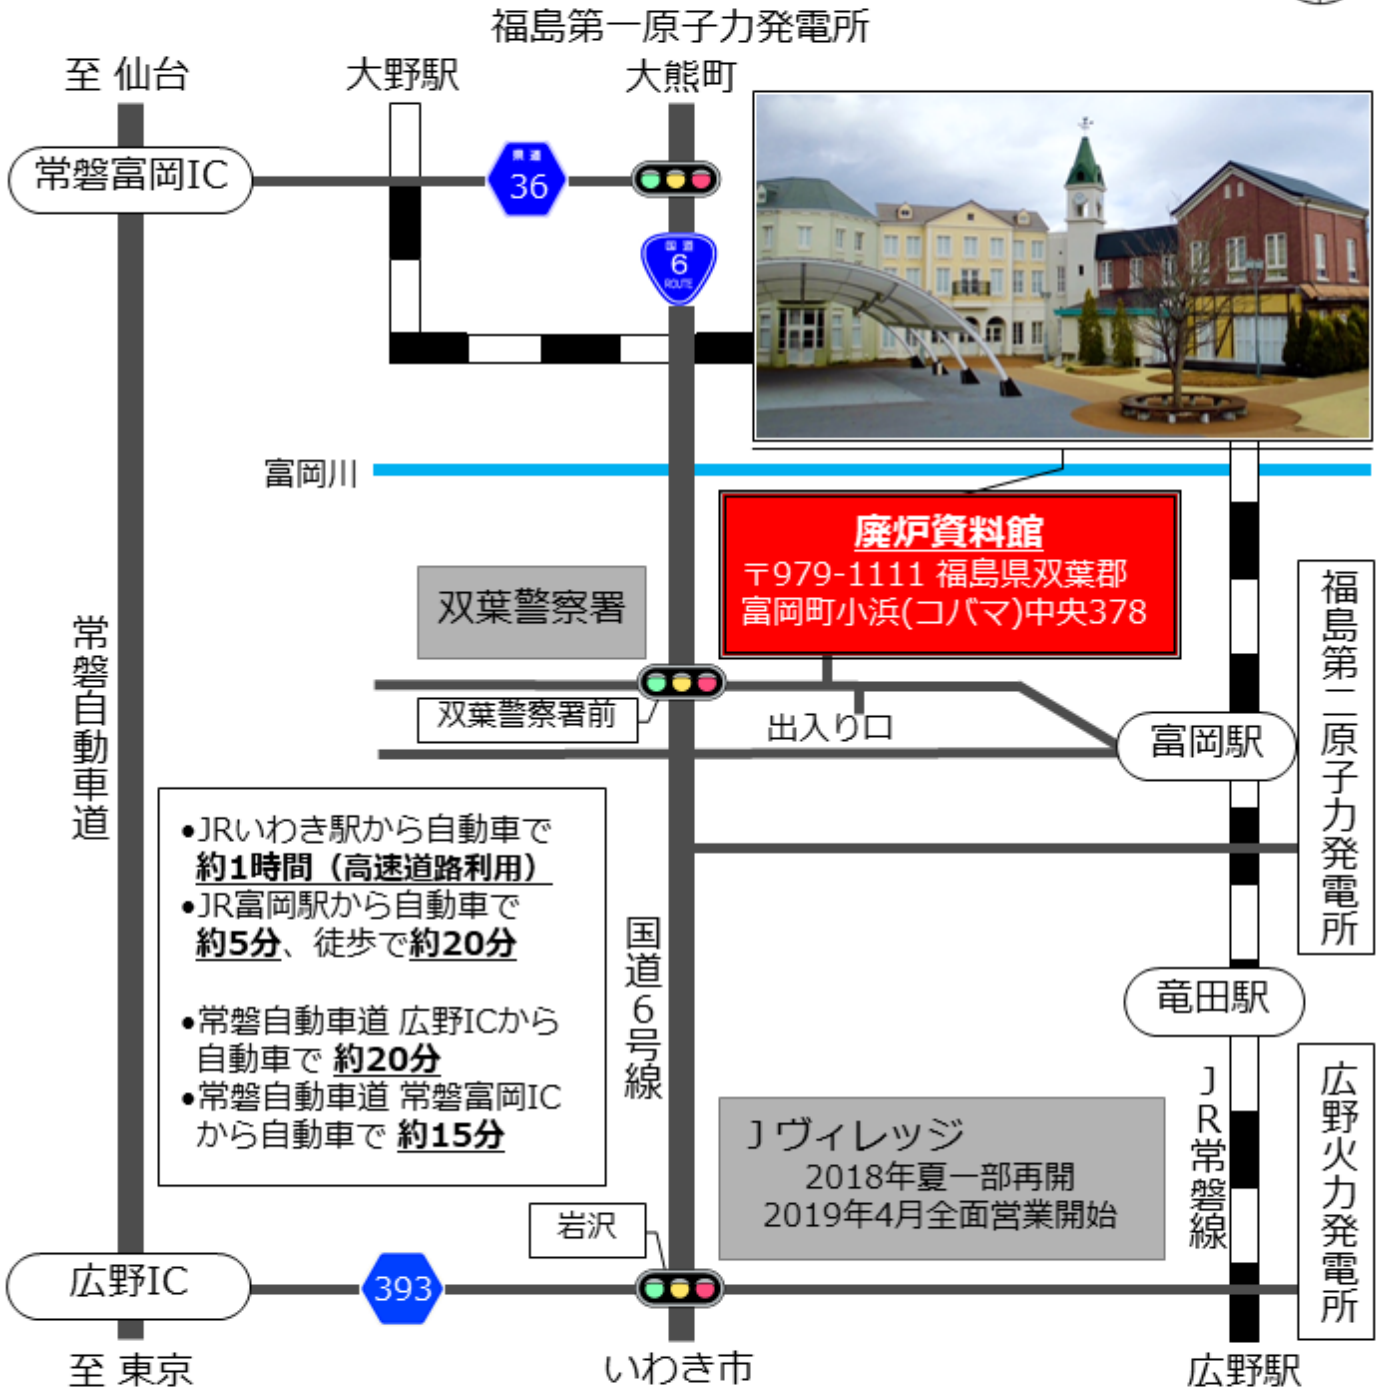 福島第一原子力発電所
至 仙台
大野駅
大熊町
常磐富岡IC
県道
36
国道
6
ROUTE
富岡川
廃炉資料館
〒979-1111 福島県双葉郡
富岡町小浜(コバマ)中央378
双葉警察署
双葉警察署前
出入り口
富岡駅
福島第二原子力発電所
常磐自動車道
●JRいわき駅から自動車で
約1時間（高速道路利用）
●JR富岡駅から自動車で
約5分、徒歩で約20分
●常磐自動車道 広野ICから
自動車で 約20分
●常磐自動車道 常磐富岡IC
から自動車で 約15分
国道6号線
竜田駅
JR常磐線
広野火力発電所
Jヴィレッジ
2018年夏一部再開
2019年4月全面営業開始
岩沢
広野IC
393
至 東京
いわき市
広野駅